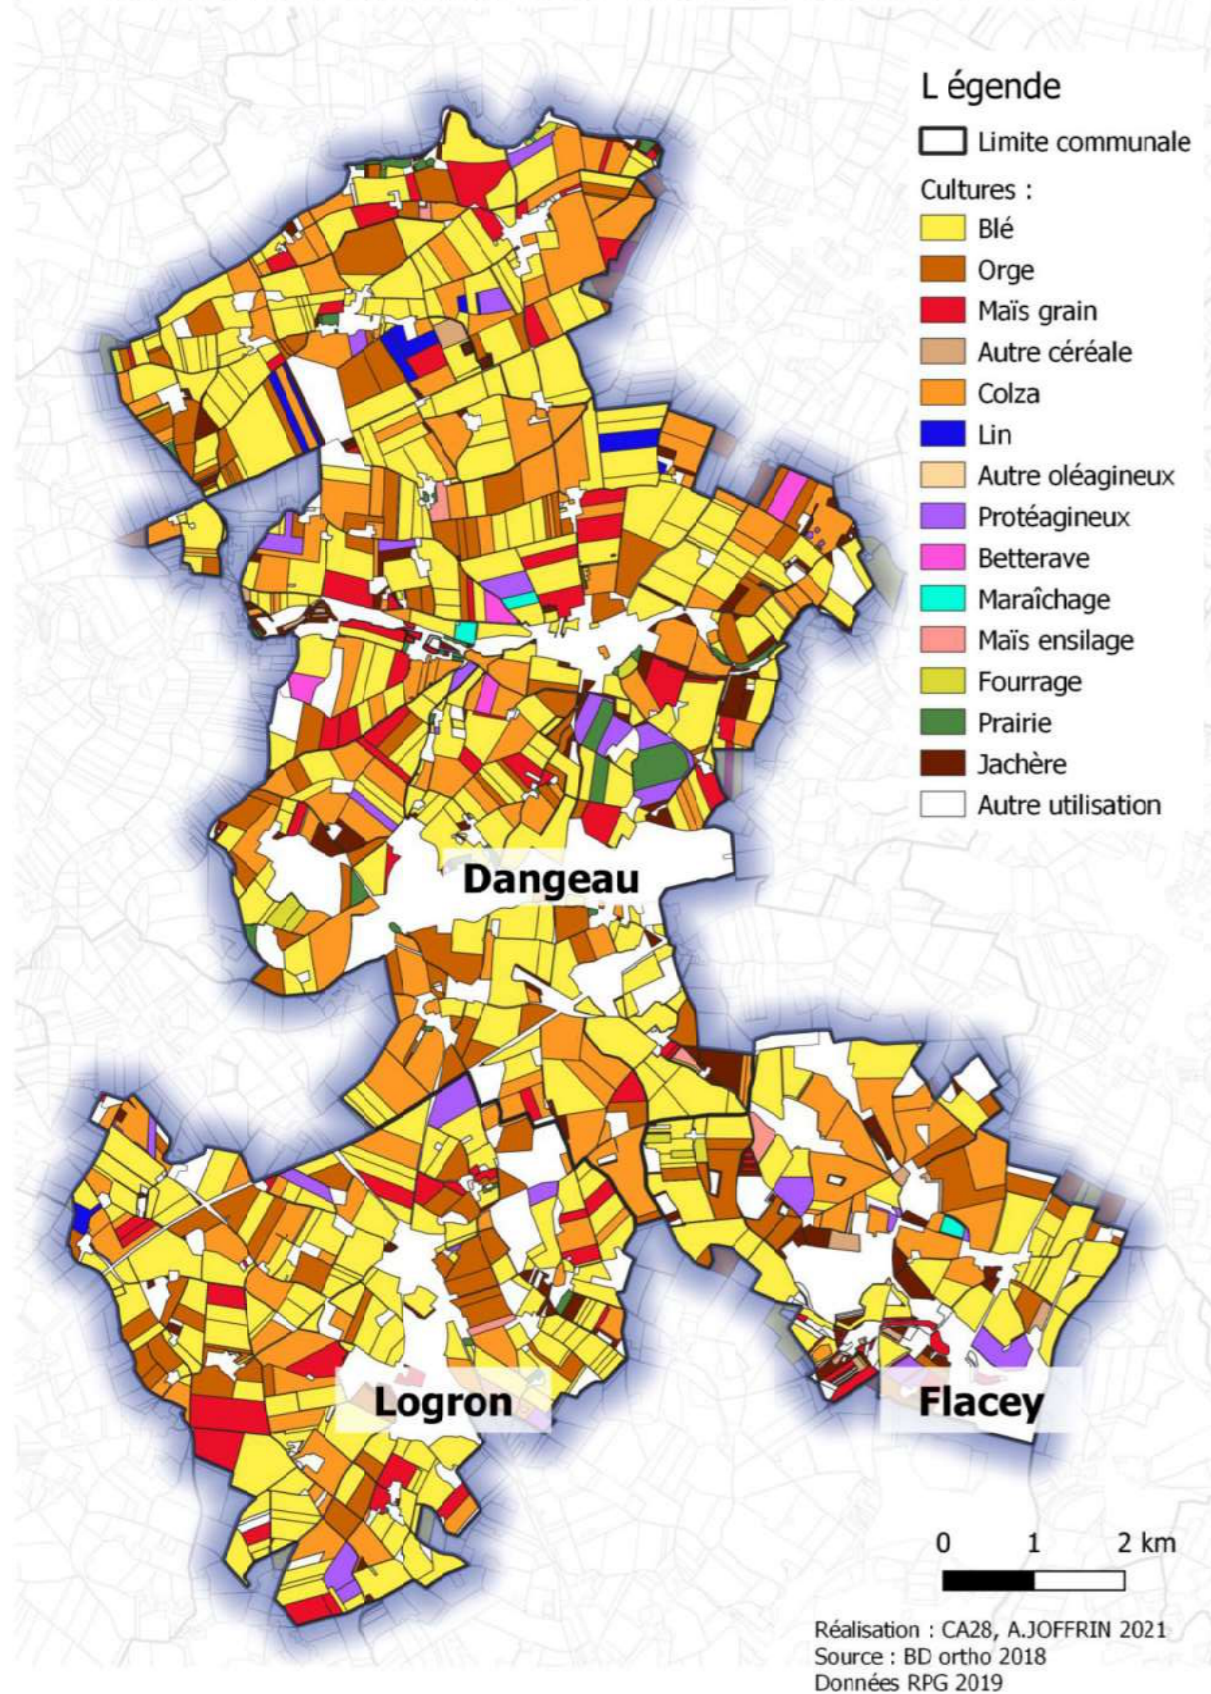 L égende
Limite communale
Cultures :
Blé
Orge
Maïs grain
Autre céréale
Colza
Lin
Autre oléagineux
Protéagineux
Betterave
Maraîchage
Maïs ensilage
Fourrage
Prairie
Jachère
Autre utilisation
Dangeau
Logron
Flacey
0 1 2 km
Réalisation : CA28, A.JOFFRIN 2021
Source : BD ortho 2018
Données RPG 2019